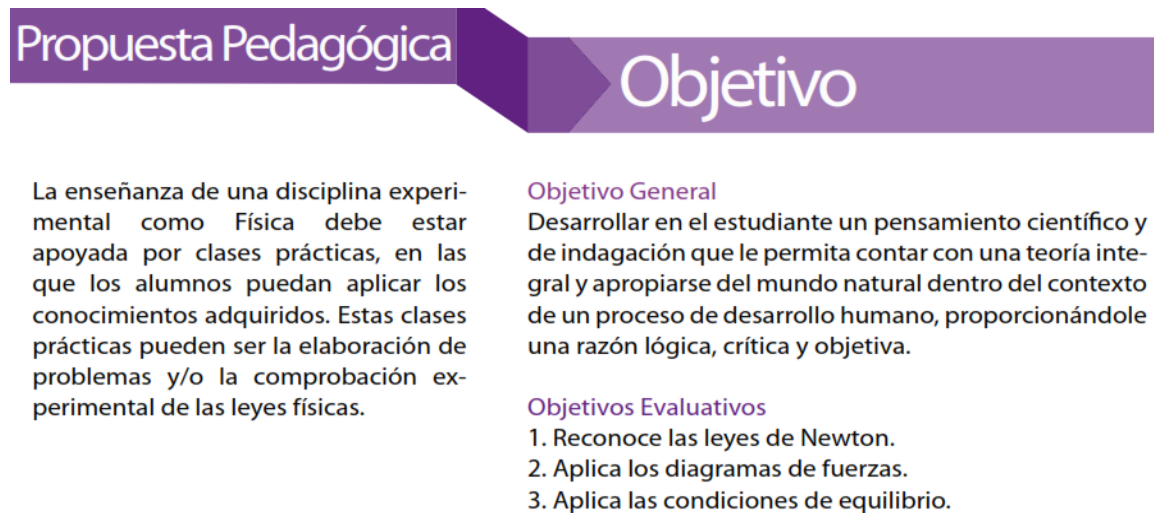 Propuesta Pedagógica
La enseñanza de una disciplina experi-
mental como Física debe estar
apoyada por clases prácticas, en las
que los alumnos puedan aplicar los
conocimientos adquiridos. Estas clases
prácticas pueden ser la elaboración de
problemas y/o la comprobación ex-
perimental de las leyes físicas.
Objetivo
Objetivo General
Desarrollar en el estudiante un pensamiento científico y
de indagación que le permita contar con una teoría inte-
gral y apropiarse del mundo natural dentro del contexto
de un proceso de desarrollo humano, proporcionándole
una razón lógica, crítica y objetiva.
Objetivos Evaluativos
1. Reconoce las leyes de Newton.
2. Aplica los diagramas de fuerzas.
3. Aplica las condiciones de equilibrio.